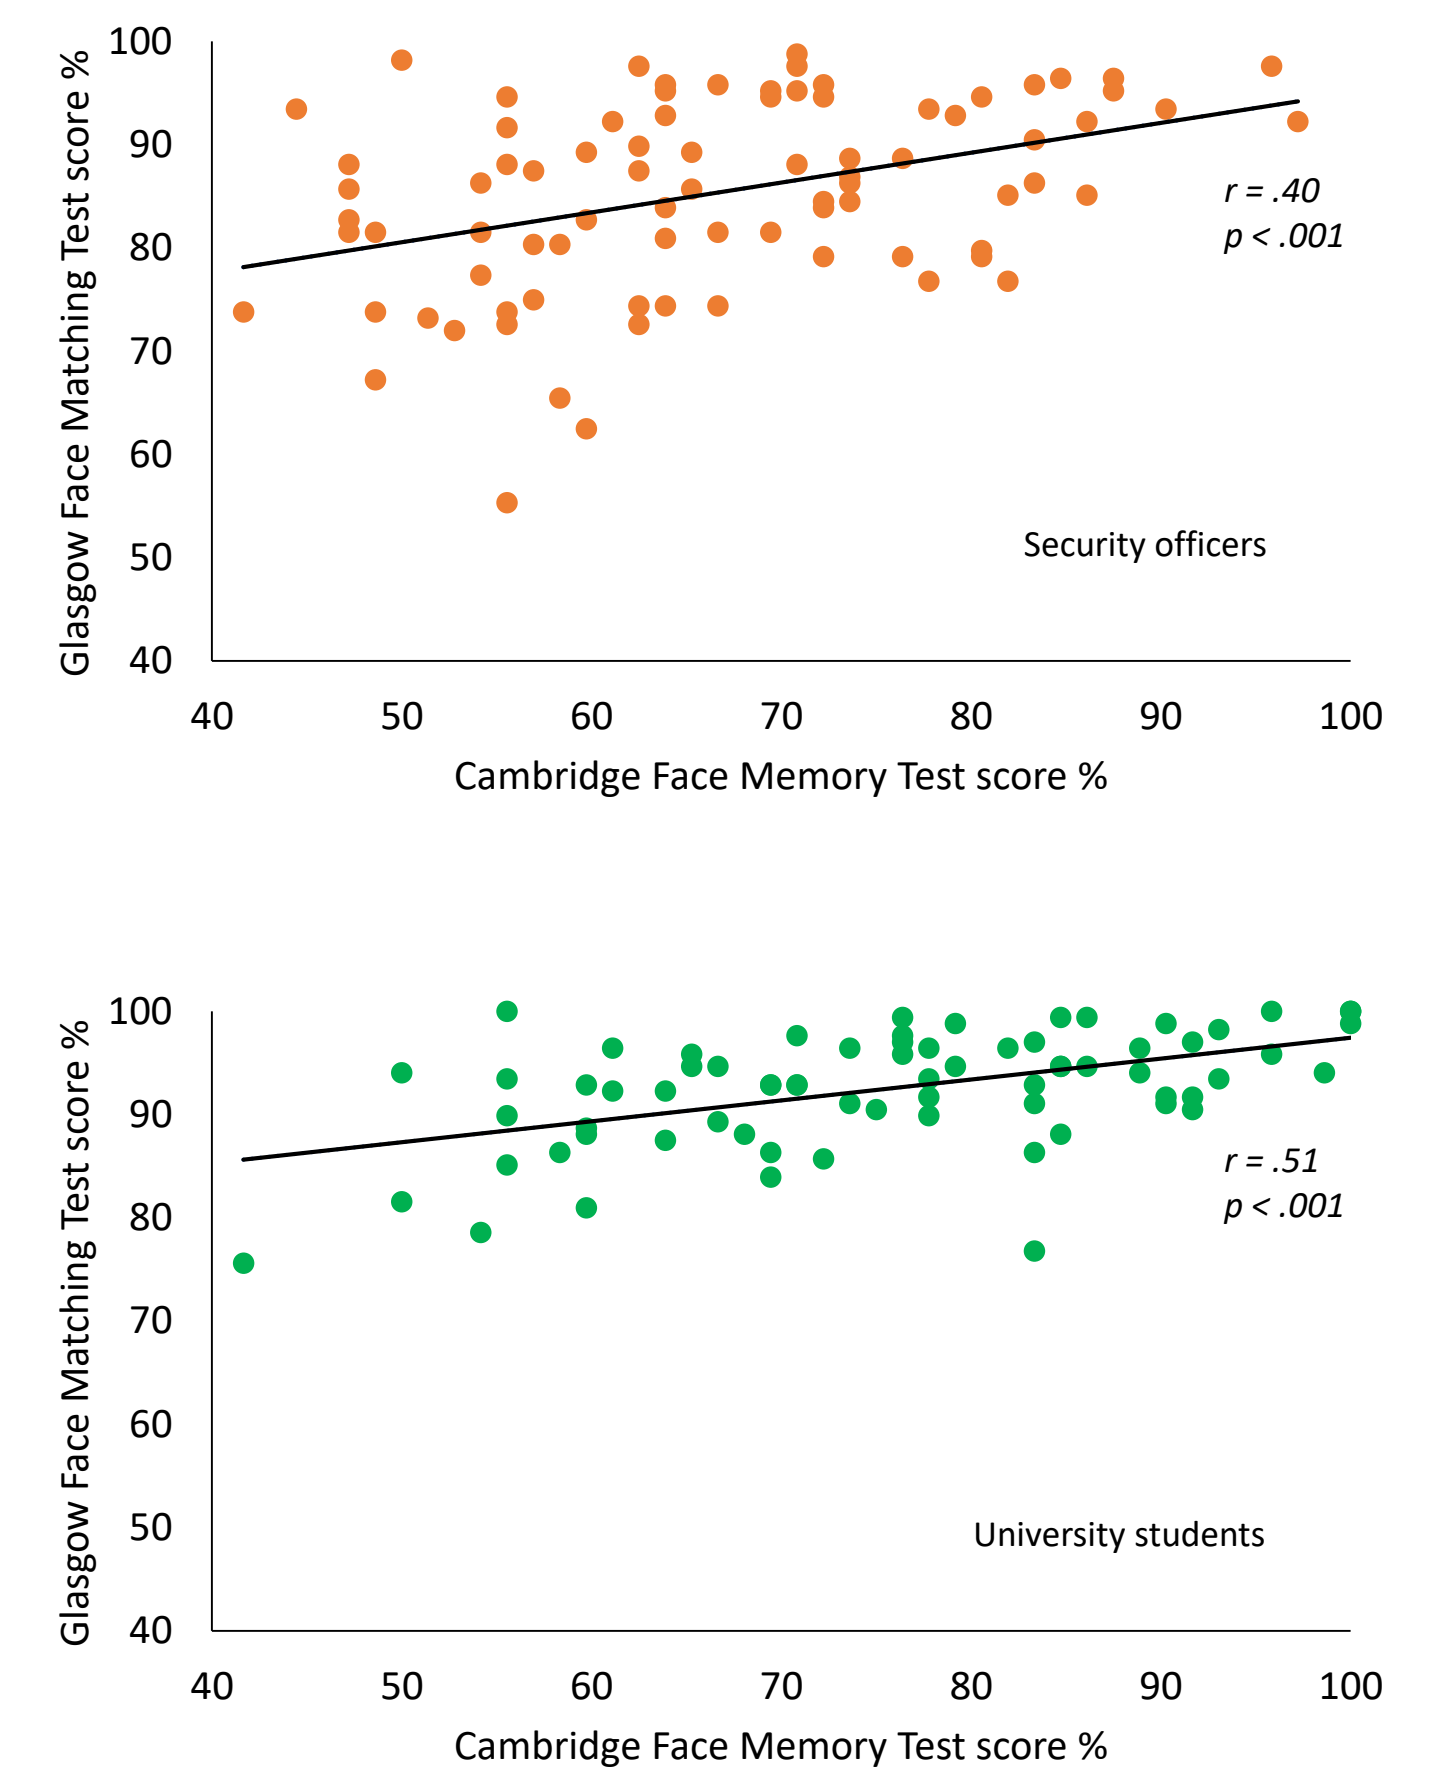 Glasgow Face Matching Test score %
100
90
80
70
60
50
40
r = .40
p < .001
Security officers
40 50 60 70 80 90 100
Cambridge Face Memory Test score %
Glasgow Face Matching Test score %
100
90
80
70
60
50
40
r = .51
p < .001
University students
40 50 60 70 80 90 100
Cambridge Face Memory Test score %